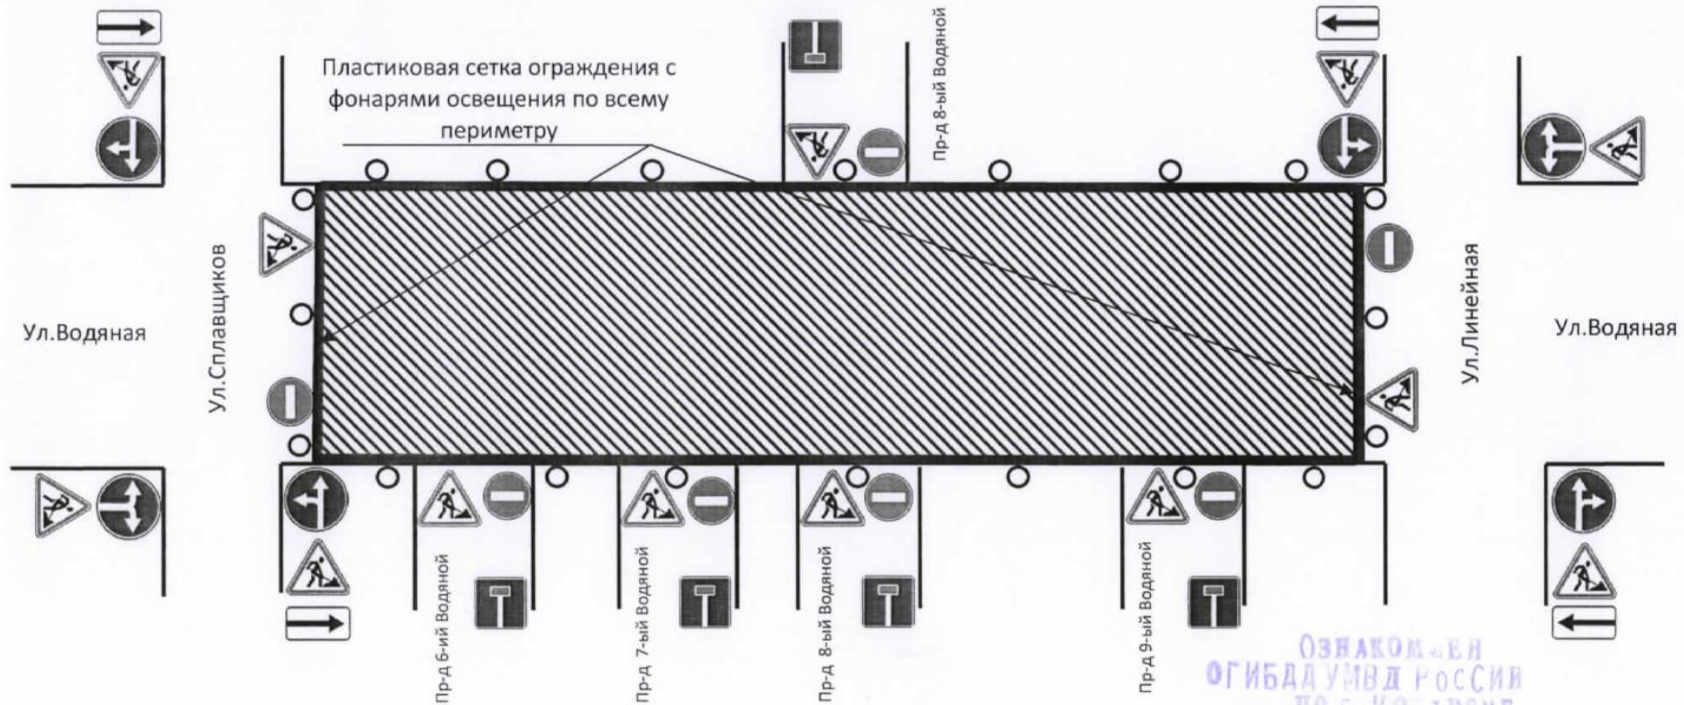 Пластиковая сетка ограждения с
фонарями освещения по всему
периметру
Пр-д 8-ый Водяной
Ул.Водяная
Ул.Сплавщиков
Ул.Линейная
Ул.Водяная
Пр-д 6-ий Водяной
Пр-д 7-ый Водяной
Пр-д 8-ый Водяной
Пр-д 9-ый Водяной
ОЗНАКОМЛЕН
ОГИБДД УМВД РОССИИ